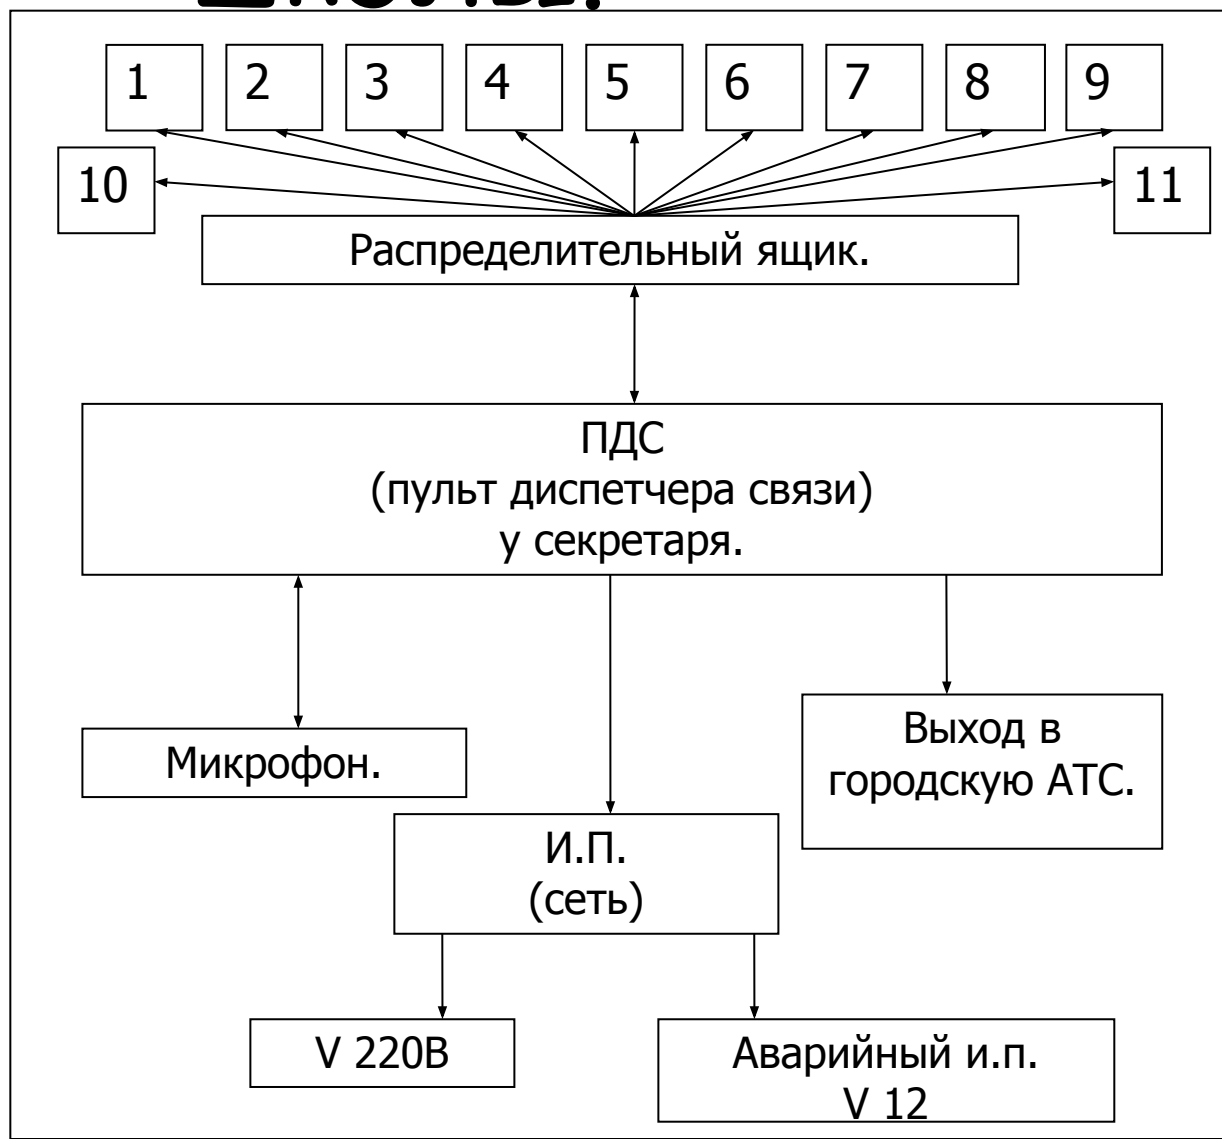 1 2 3 4 5 6 7 8 9
10 11
Распределительный ящик.
ПДС
(пульт диспетчера связи)
у секретаря.
Выход в
городскую АТС.
Микрофон.
И.П.
(сеть)
V 220В
Аварийный и.п.
V 12